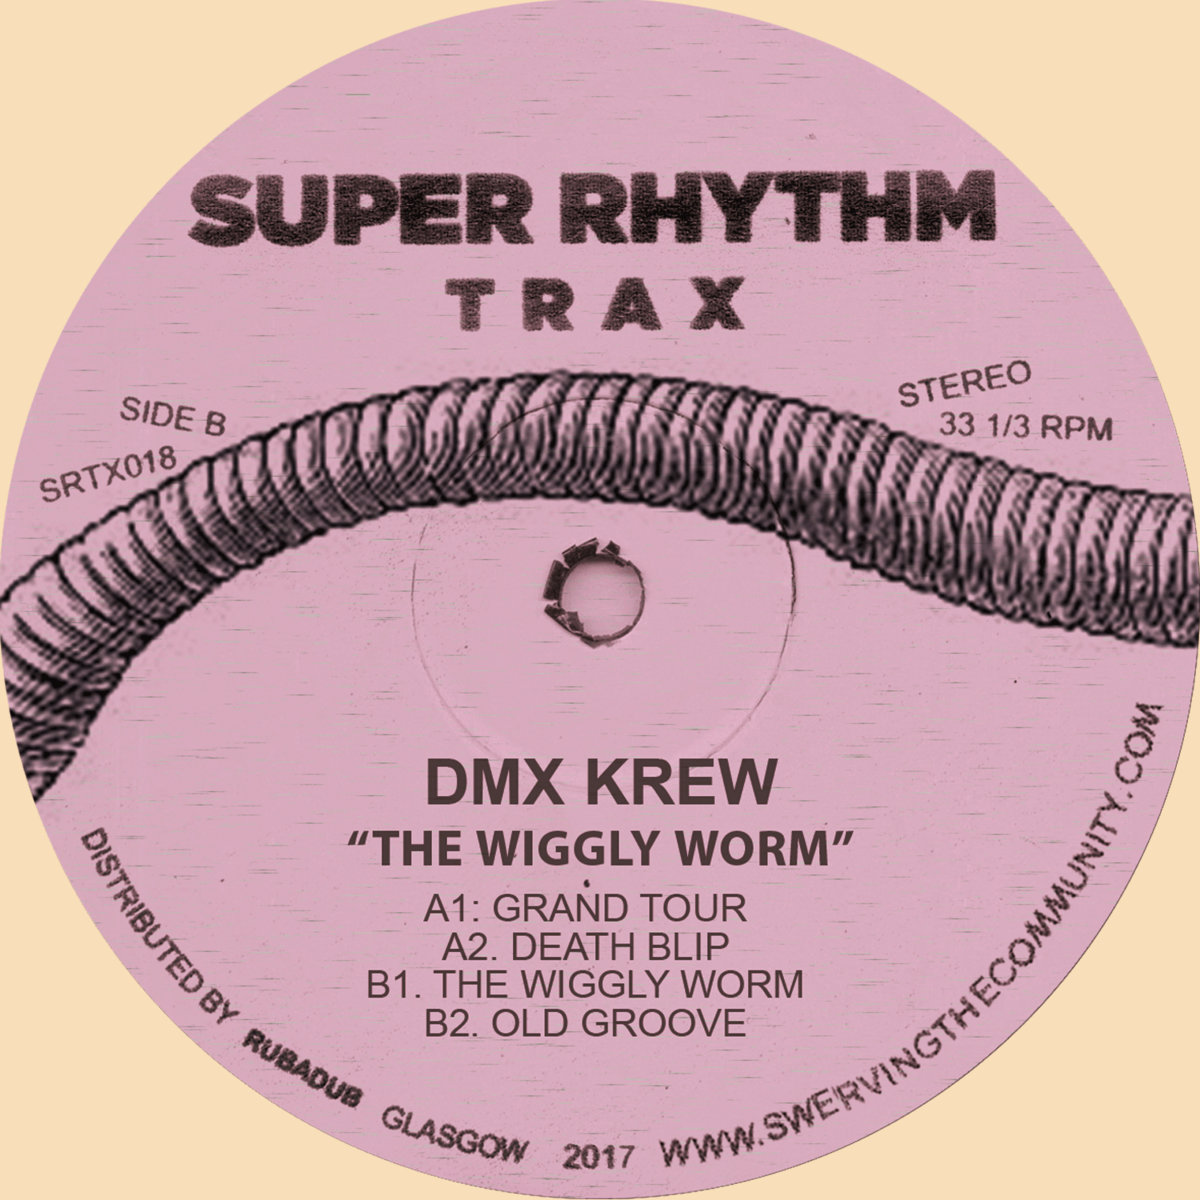 SUPER RHYTHM
TRAX
SIDE B
SRTX018
STEREO
33 1/3 RPM
DMX KREW
“THE WIGGLY WORM”
A1: GRAND TOUR
A2. DEATH BLIP
B1. THE WIGGLY WORM
B2. OLD GROOVE
DISTRIBUTED BY RUBADUB GLASGOW 2017 WWW.SWERVINGTHECOMMUNITY.COM